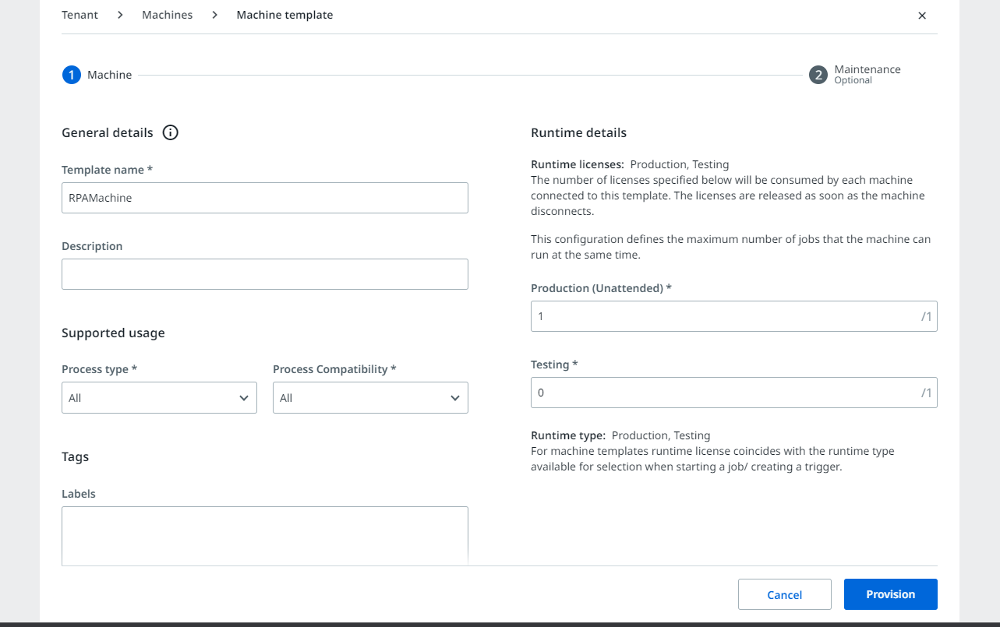 Tenant > Machines > Machine template ×
1 Machine
2 Maintenance
Optional
General details
Template name *
RPAMachine
Description
Supported usage
Process type * Process Compatibility *
All All
Tags
Labels
Runtime details
Runtime licenses: Production, Testing
The number of licenses specified below will be consumed by each machine
connected to this template. The licenses are released as soon as the machine
disconnects.
This configuration defines the maximum number of jobs that the machine can
run at the same time.
Production (Unattended) *
1 /1
Testing *
0 /1
Runtime type: Production, Testing
For machine templates runtime license coincides with the runtime type
available for selection when starting a job/ creating a trigger.
Cancel Provision